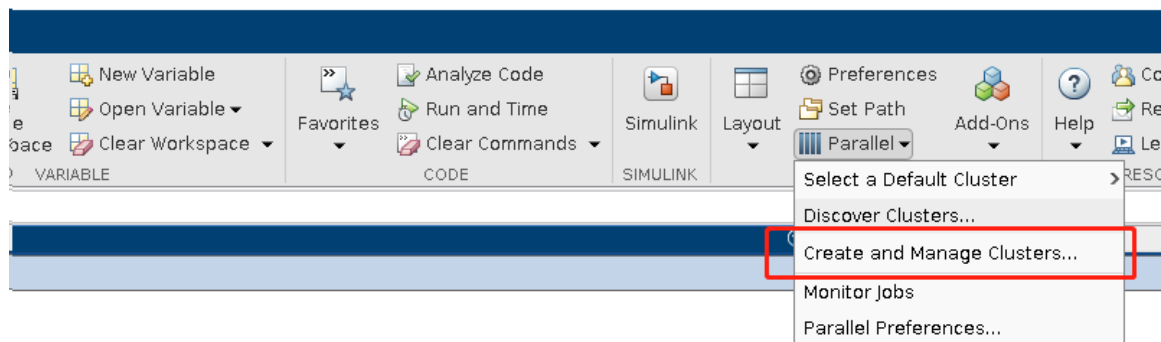 New Variable
Open Variable
Clear Workspace
VARIABLE
Favorites
Analyze Code
Run and Time
Clear Commands
CODE
Simulink
SIMULINK
Layout
Preferences
Set Path
Parallel
Add-Ons
Help
Select a Default Cluster
Discover Clusters...
Create and Manage Clusters...
Monitor Jobs
Parallel Preferences...